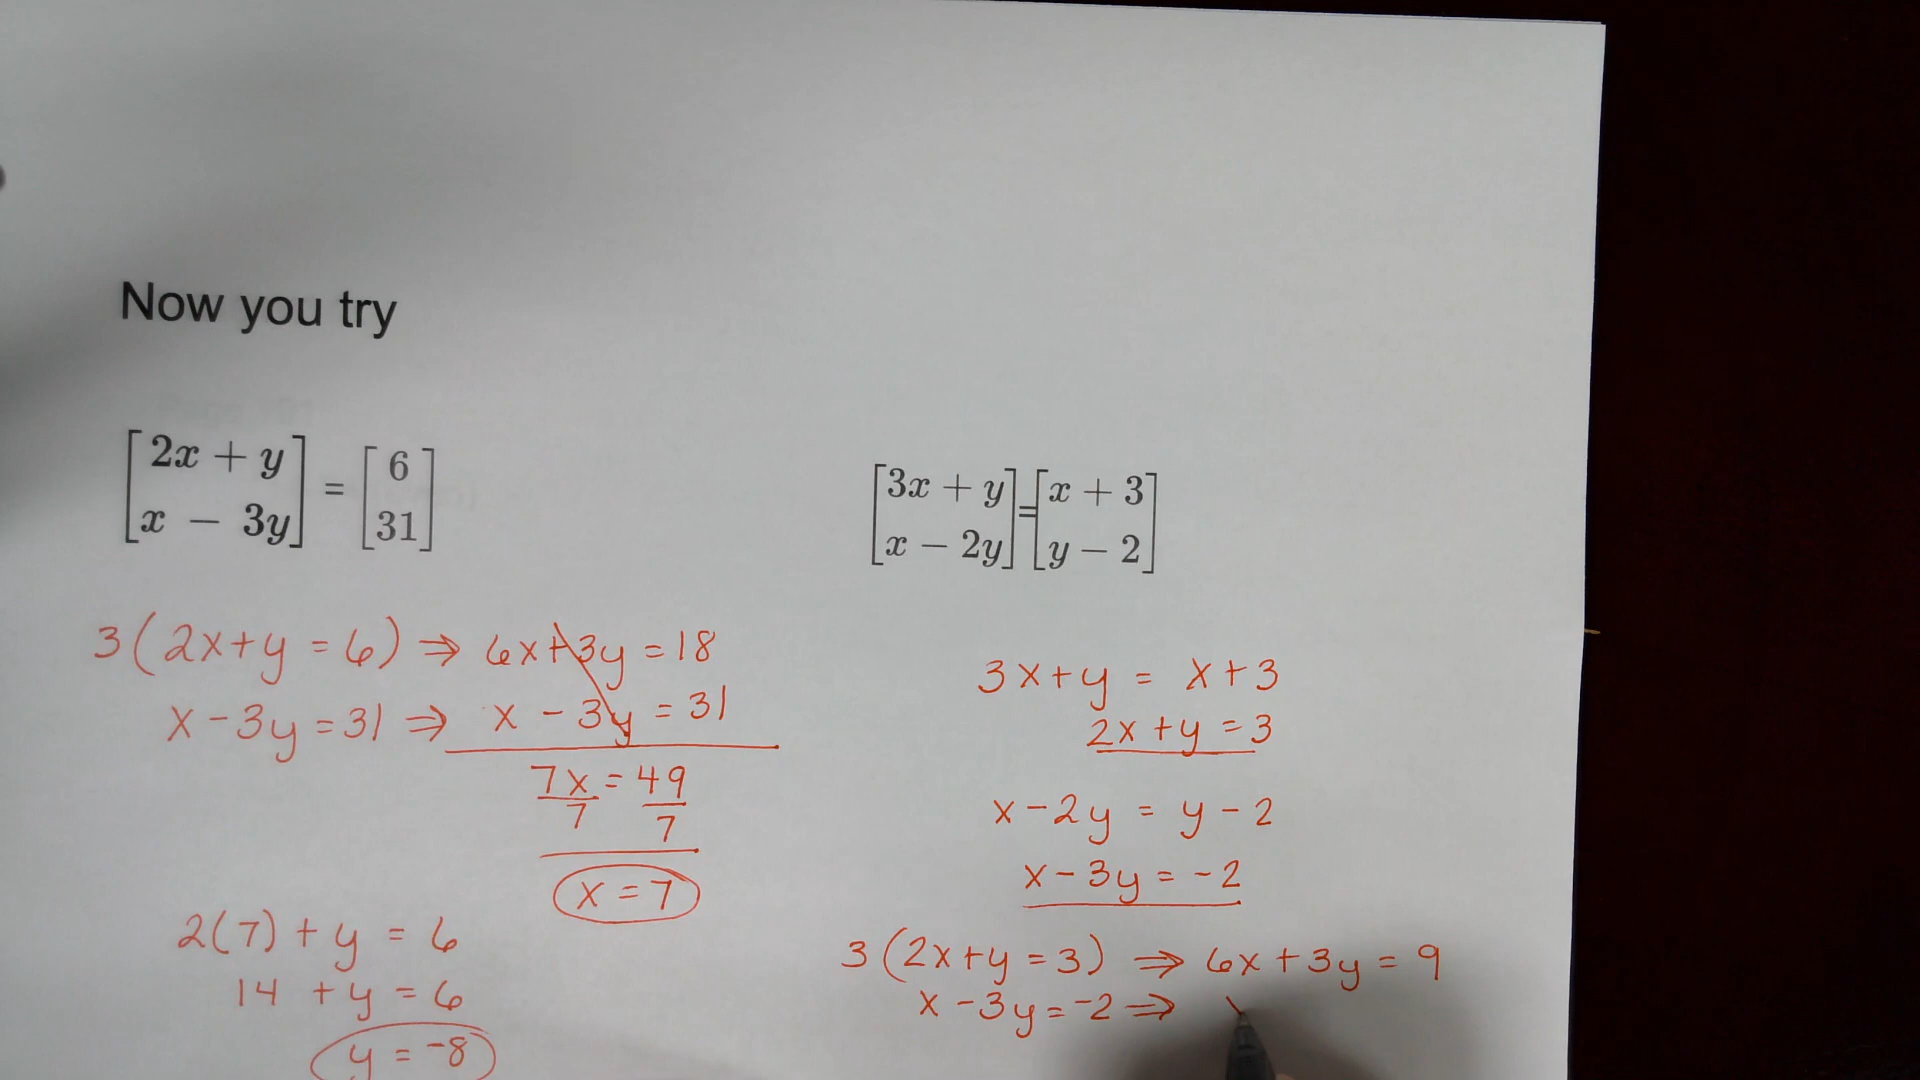 Now you try
[2x + y] = [6]
[x − 3y] [31]
3(2x+y = 6) ⇒ 6x+3y = 18
x-3y = 31 ⇒ x - 3y = 31
7x = 49
7 7
x = 7
2(7) + y = 6
14 + y = 6
y = -8
[3x + y]=[x + 3]
[x − 2y] [y − 2]
3x+y = x+3
2x+y = 3
x-2y = y-2
x-3y = -2
3(2x+y = 3) ⇒ 6x+3y = 9
x-3y = -2 ⇒